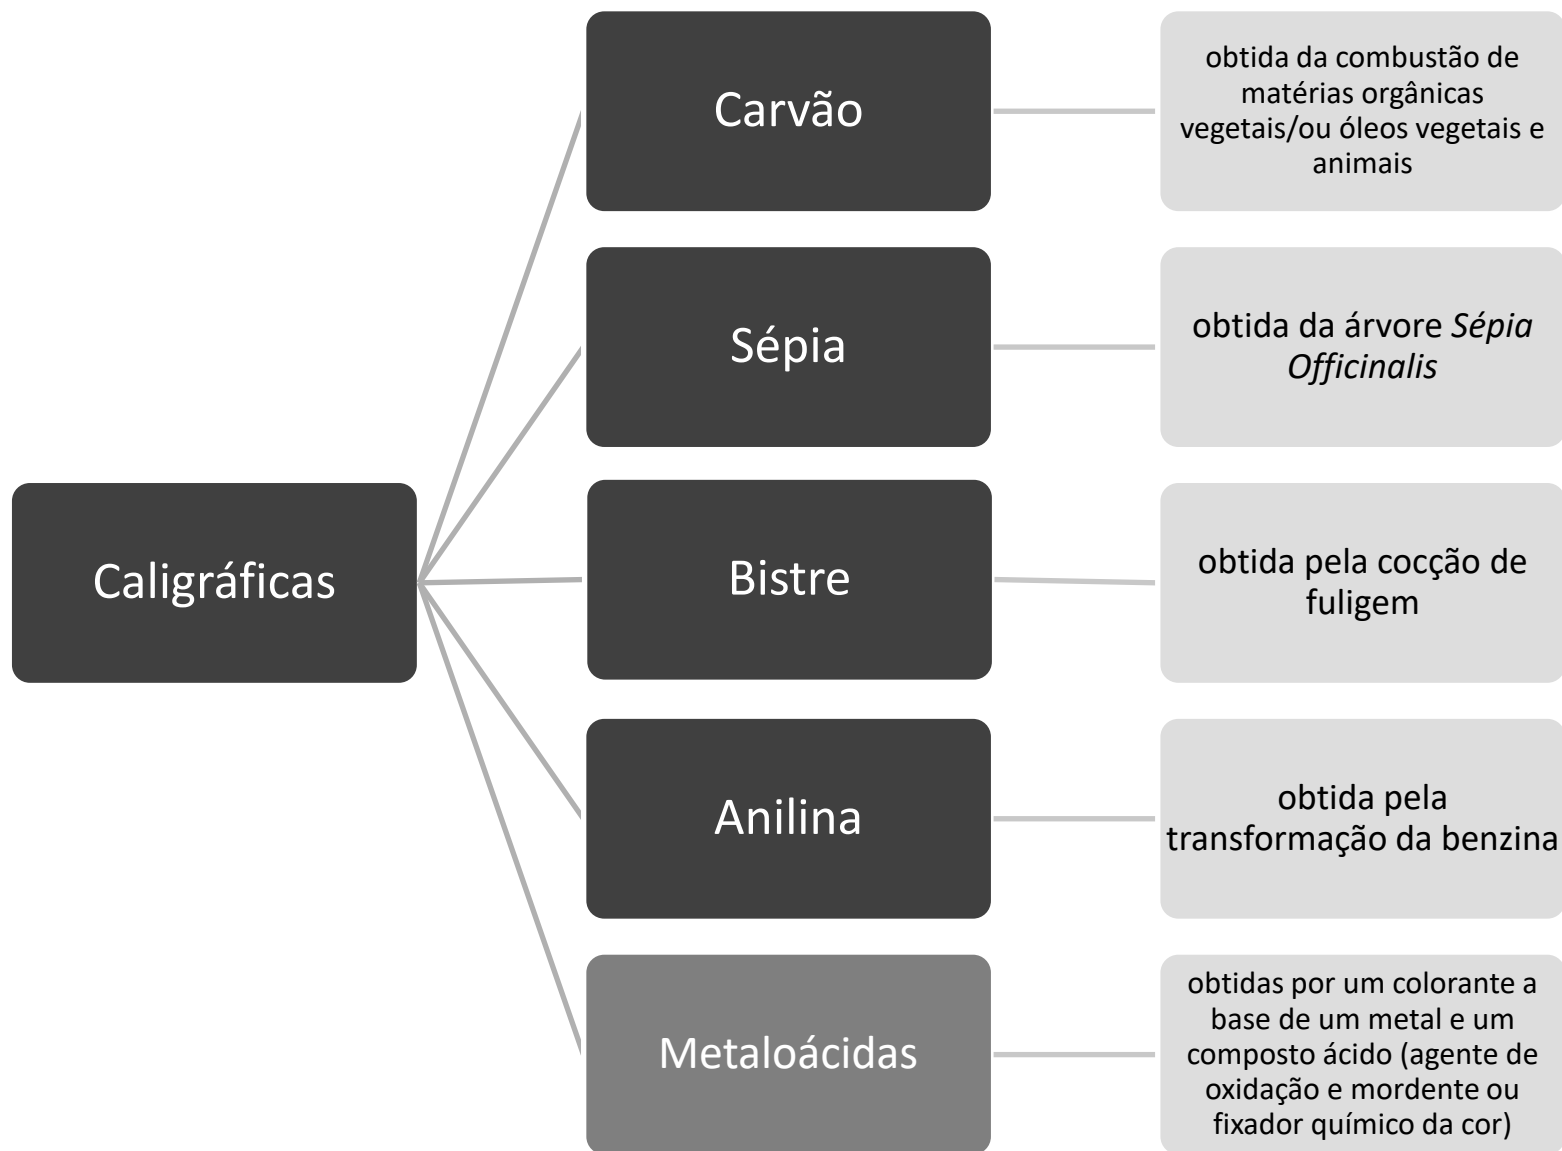 Caligráficas
Carvão
obtida da combustão de
matérias orgânicas
vegetais/ou óleos vegetais e
animais
Sépia
obtida da árvore Sépia
Officinalis
Bistre
obtida pela cocção de
fuligem
Anilina
obtida pela
transformação da benzina
Metaloácidas
obtidas por um colorante a
base de um metal e um
composto ácido (agente de
oxidação e mordente ou
fixador químico da cor)